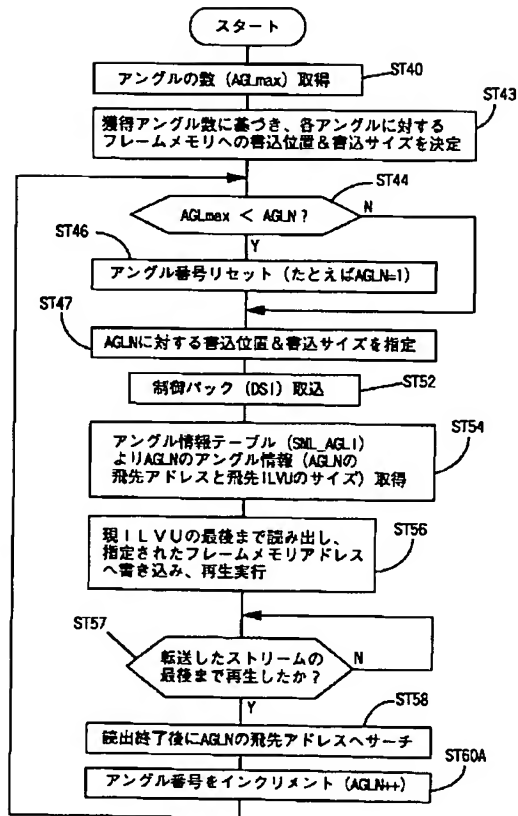 スタート
アングルの数 (AGLmax) 取得
ST40
獲得アングル数に基づき、各アングルに対する
フレームメモリへの書込位置&書込サイズを決定
ST43
AGLmax < AGLN?
ST44
N
Y
ST46
アングル番号リセット (たとえばAGLN=1)
ST47
AGLNに対する書込位置&書込サイズを指定
制御パック (DSI) 取込
ST52
アングル情報テーブル (SML_AGLI)
よりAGLNのアングル情報 (AGLNの
飛先アドレスと飛先ILVUのサイズ) 取得
ST54
現ILVUの最後まで読み出し、
指定されたフレームメモリアドレス
へ書き込み、再生実行
ST56
ST57
転送したストリームの
最後まで再生したか?
N
Y
ST58
読出終了後にAGLNの飛先アドレスへサーチ
アングル番号をインクリメント (AGLN++)
ST60A